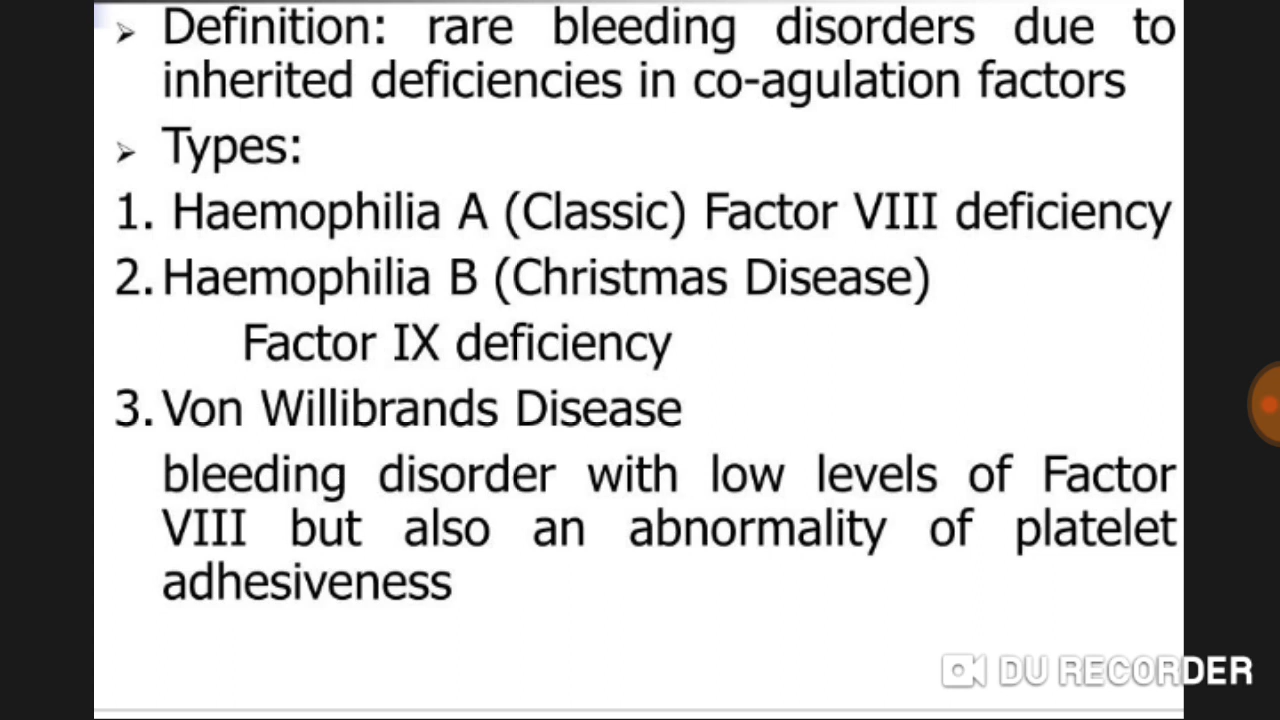 ➢ Definition: rare bleeding disorders due to
inherited deficiencies in co-agulation factors
➢ Types:
1. Haemophilia A (Classic) Factor VIII deficiency
2. Haemophilia B (Christmas Disease)
Factor IX deficiency
3. Von Willibrands Disease
bleeding disorder with low levels of Factor
VIII but also an abnormality of platelet
adhesiveness
DU RECORDER